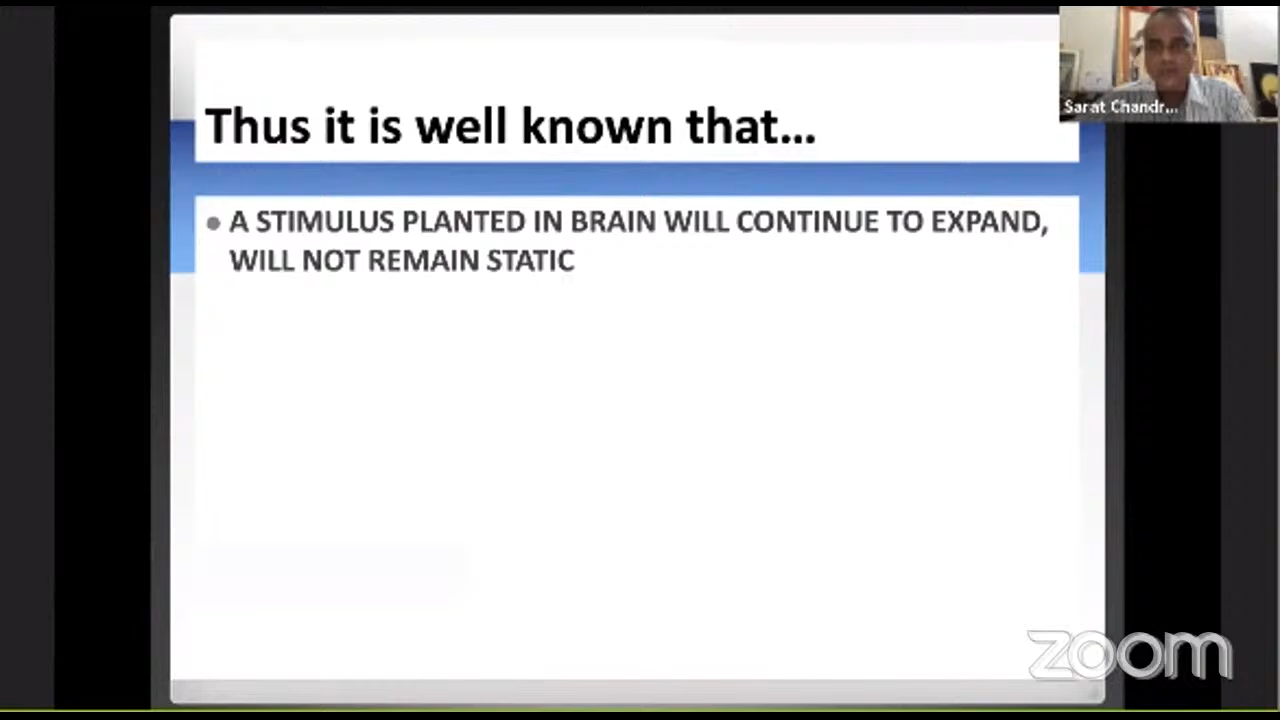 Thus it is well known that...
Sarat Chandr...
● A STIMULUS PLANTED IN BRAIN WILL CONTINUE TO EXPAND,
WILL NOT REMAIN STATIC
zoom